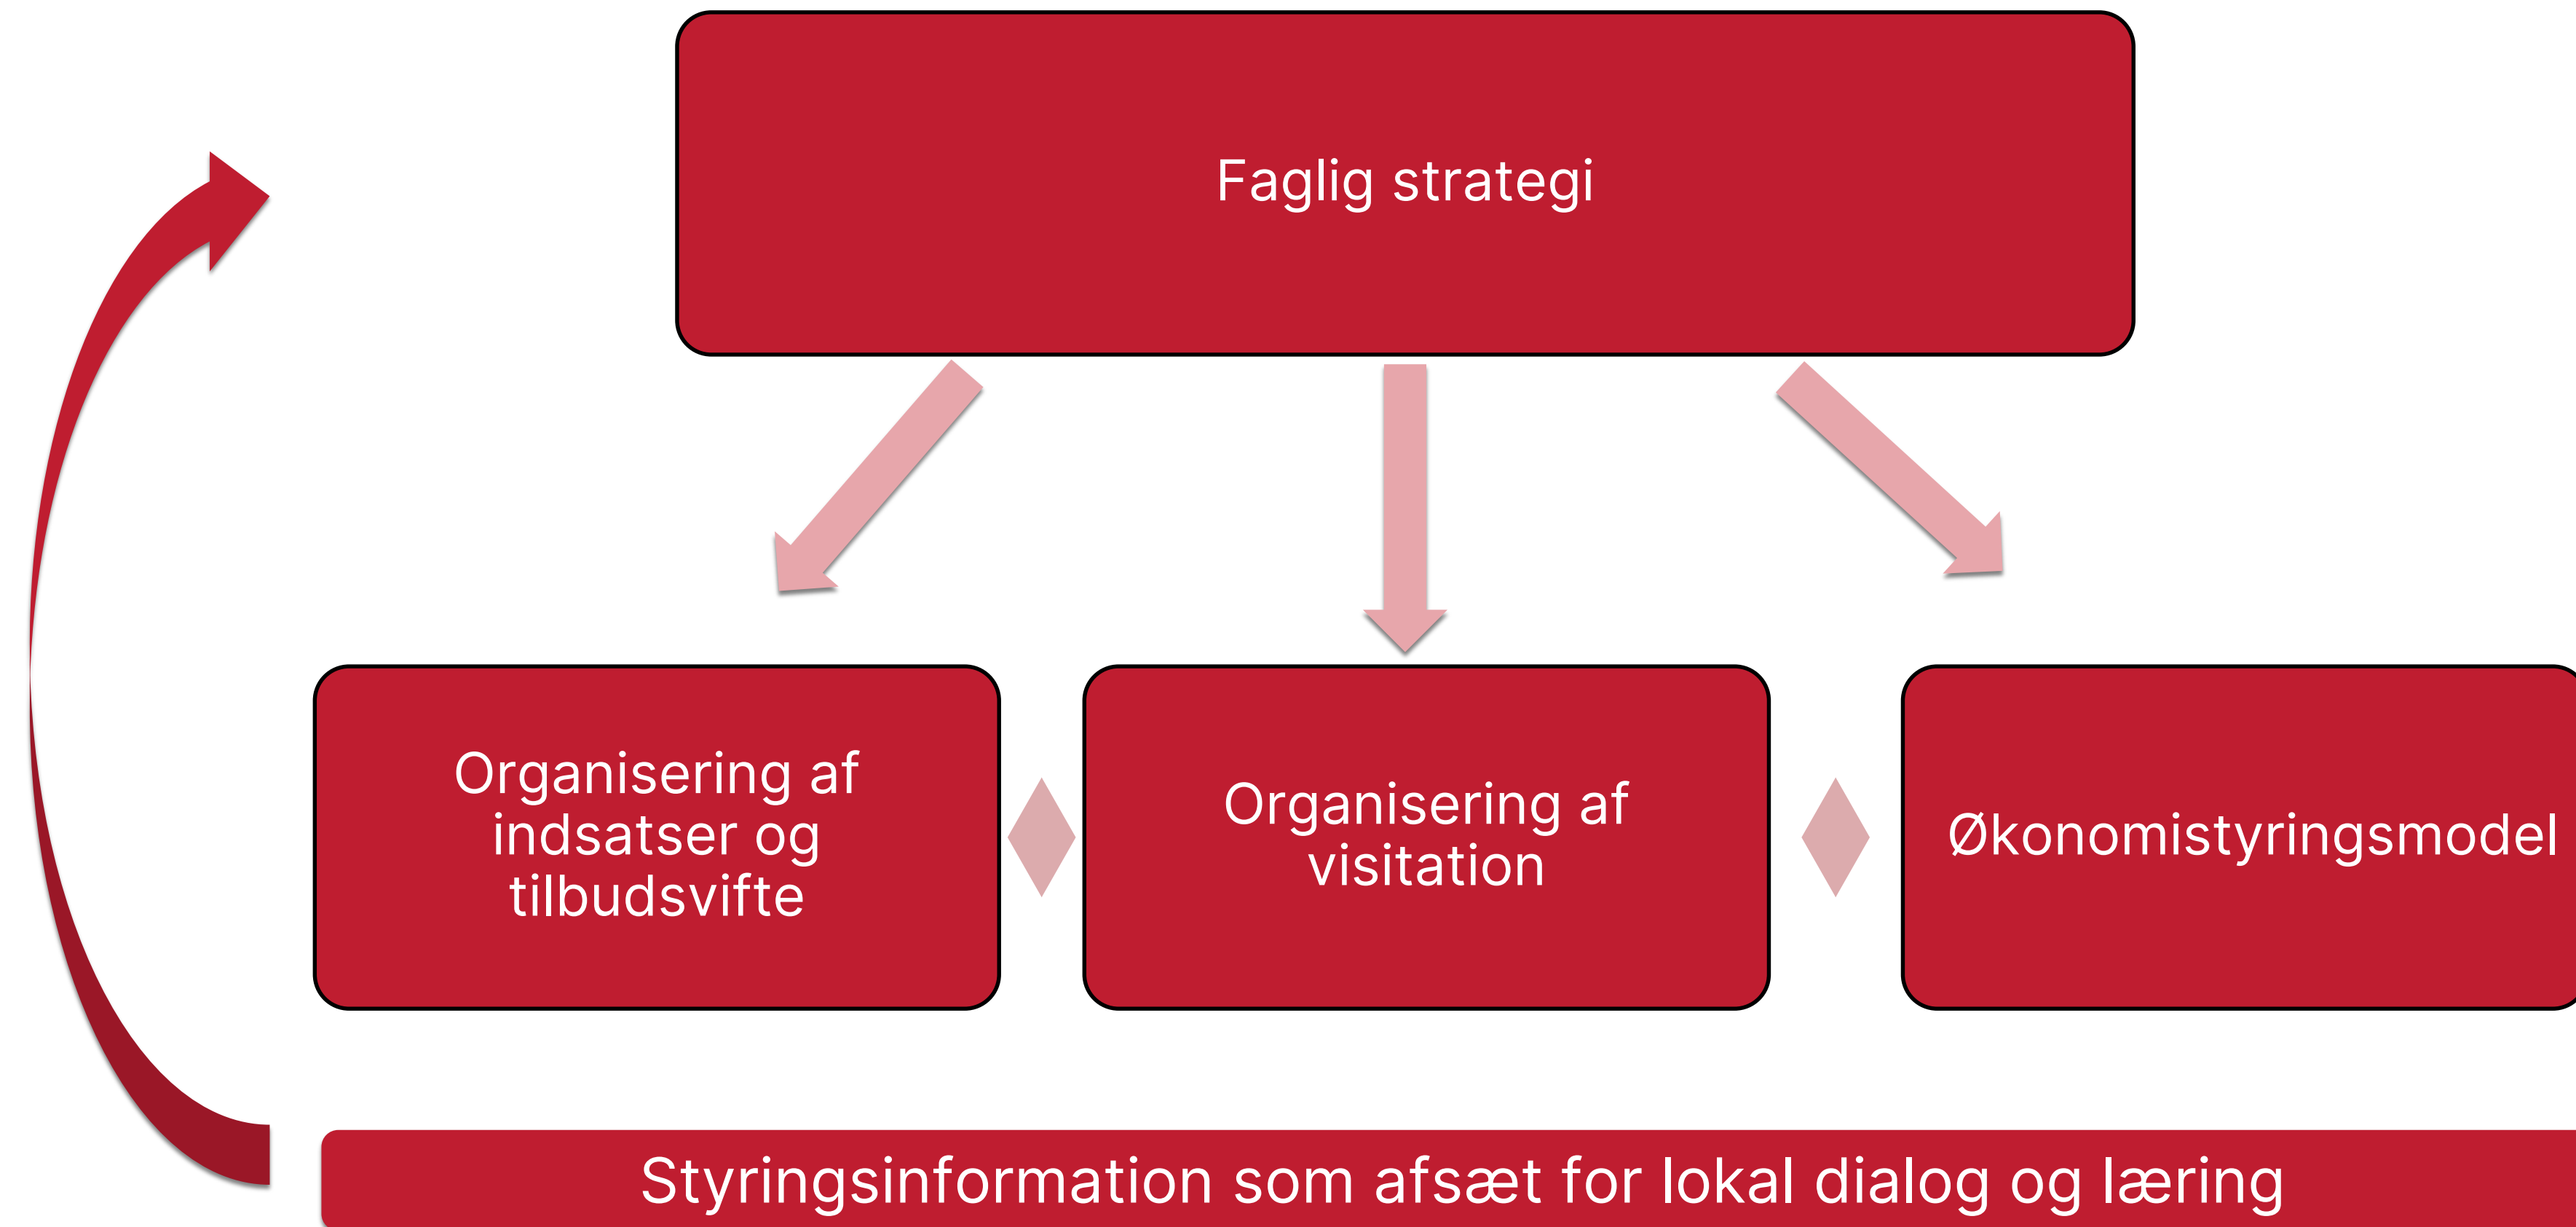 Faglig strategi
Organisering af
indsatser og
tilbudsvifte
Organisering af
visitation
Økonomistyringsmodel
Styringsinformation som afsæt for lokal dialog og læring